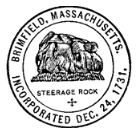 BRIMFIELD, MASSACHUSETTS.
STEERAGE ROCK
INCORPORATED DEC. 24, 1731.